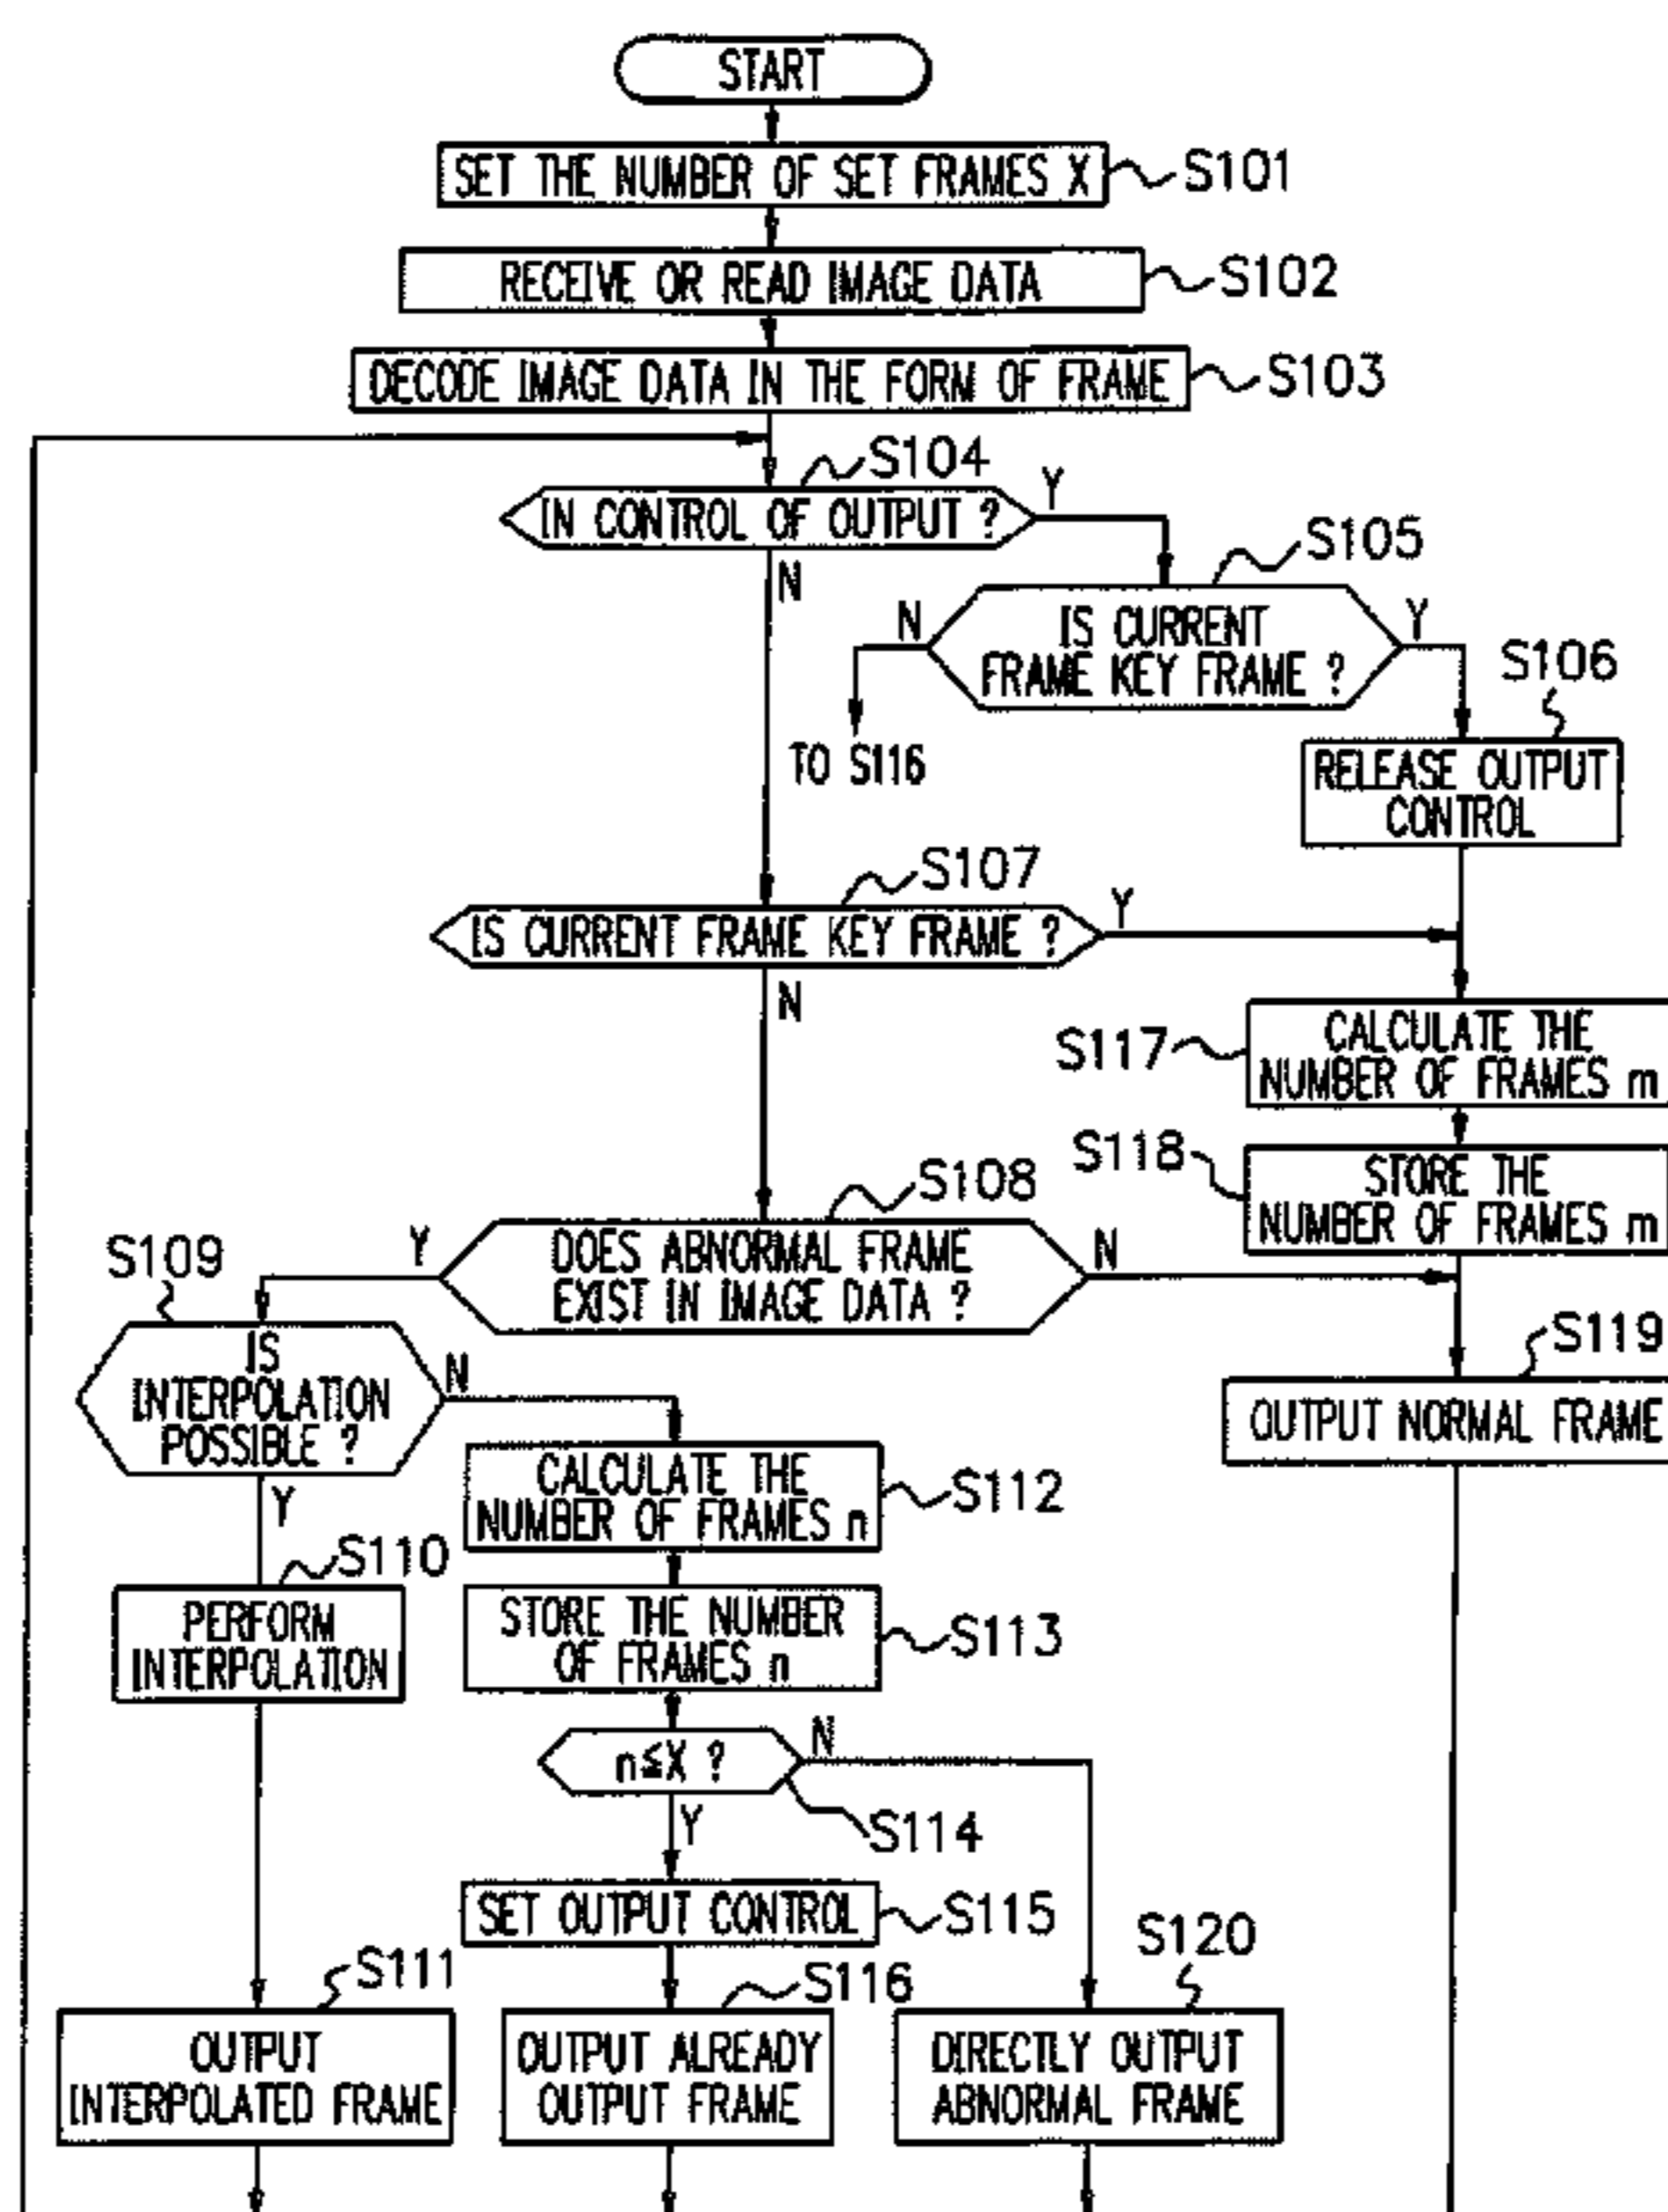 START
SET THE NUMBER OF SET FRAMES X
S101
RECEIVE OR READ IMAGE DATA
S102
DECODE IMAGE DATA IN THE FORM OF FRAME
S103
S104
IN CONTROL OF OUTPUT ?
Y
N
S105
IS CURRENT
FRAME KEY FRAME ?
N
Y
TO S116
S106
RELEASE OUTPUT
CONTROL
S107
IS CURRENT FRAME KEY FRAME ?
Y
N
S117
CALCULATE THE
NUMBER OF FRAMES m
S118
STORE THE
NUMBER OF FRAMES m
S108
DOES ABNORMAL FRAME
EXIST IN IMAGE DATA ?
Y
N
S109
IS
INTERPOLATION
POSSIBLE ?
N
Y
S119
OUTPUT NORMAL FRAME
CALCULATE THE
NUMBER OF FRAMES n
S112
S110
PERFORM
INTERPOLATION
STORE THE NUMBER
OF FRAMES n
S113
n≦X ?
N
Y
S114
SET OUTPUT CONTROL
S115
S111
OUTPUT
INTERPOLATED FRAME
S116
OUTPUT ALREADY
OUTPUT FRAME
S120
DIRECTLY OUTPUT
ABNORMAL FRAME